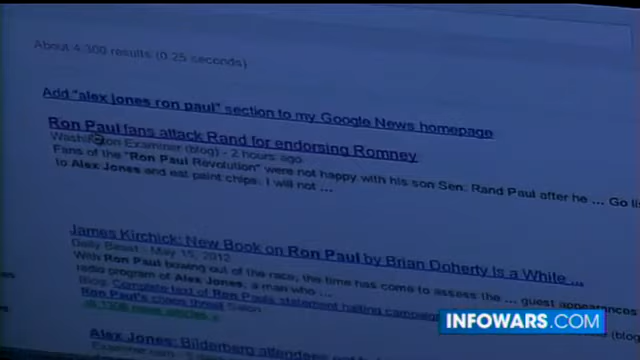 About 4,300 results (0.25 seconds)
Add "alex jones ron paul" section to my Google News homepage
Ron Paul fans attack Rand for endorsing Romney
Washington Examiner (blog) - 2 hours ago
Fans of the "Ron Paul Revolution" were not happy with his son Sen. Rand Paul after he ... Go lis
to Alex Jones and eat paint chips. I will not ...
James Kirchick: New Book on Ron Paul by Brian Doherty Is a While ...
Daily Beast - May 15, 2012
With Ron Paul bowing out of the race, the time has come to assess the ... guest appearances
radio program of Alex Jones, a man who ...
Blog: Complete text of Ron Paul's statement halting campaign
Ron Paul's chaos threat Salon
Alex Jones: Bilderberg attendees not
Examiner.com
INFOWARS.COM